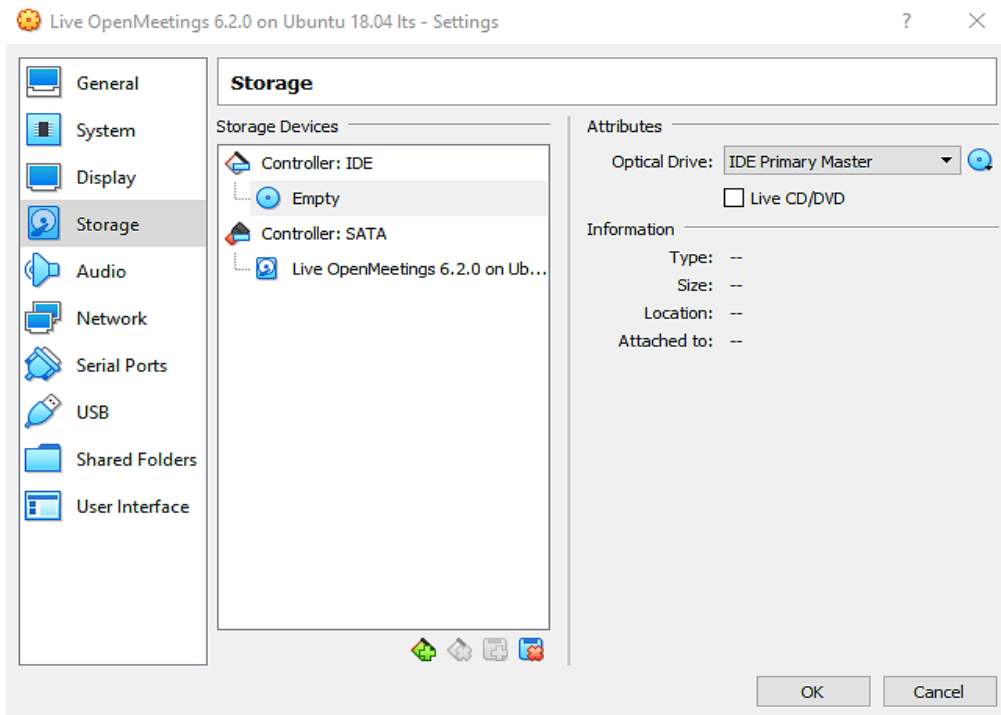 Live OpenMeetings 6.2.0 on Ubuntu 18.04 lts - Settings
?
General
System
Display
Storage
Audio
Network
Serial Ports
USB
Shared Folders
User Interface
Storage
Storage Devices
Controller: IDE
Empty
Controller: SATA
Live OpenMeetings 6.2.0 on Ub...
Attributes
Optical Drive: IDE Primary Master
Live CD/DVD
Information
Type: --
Size: --
Location: --
Attached to: --
OK Cancel